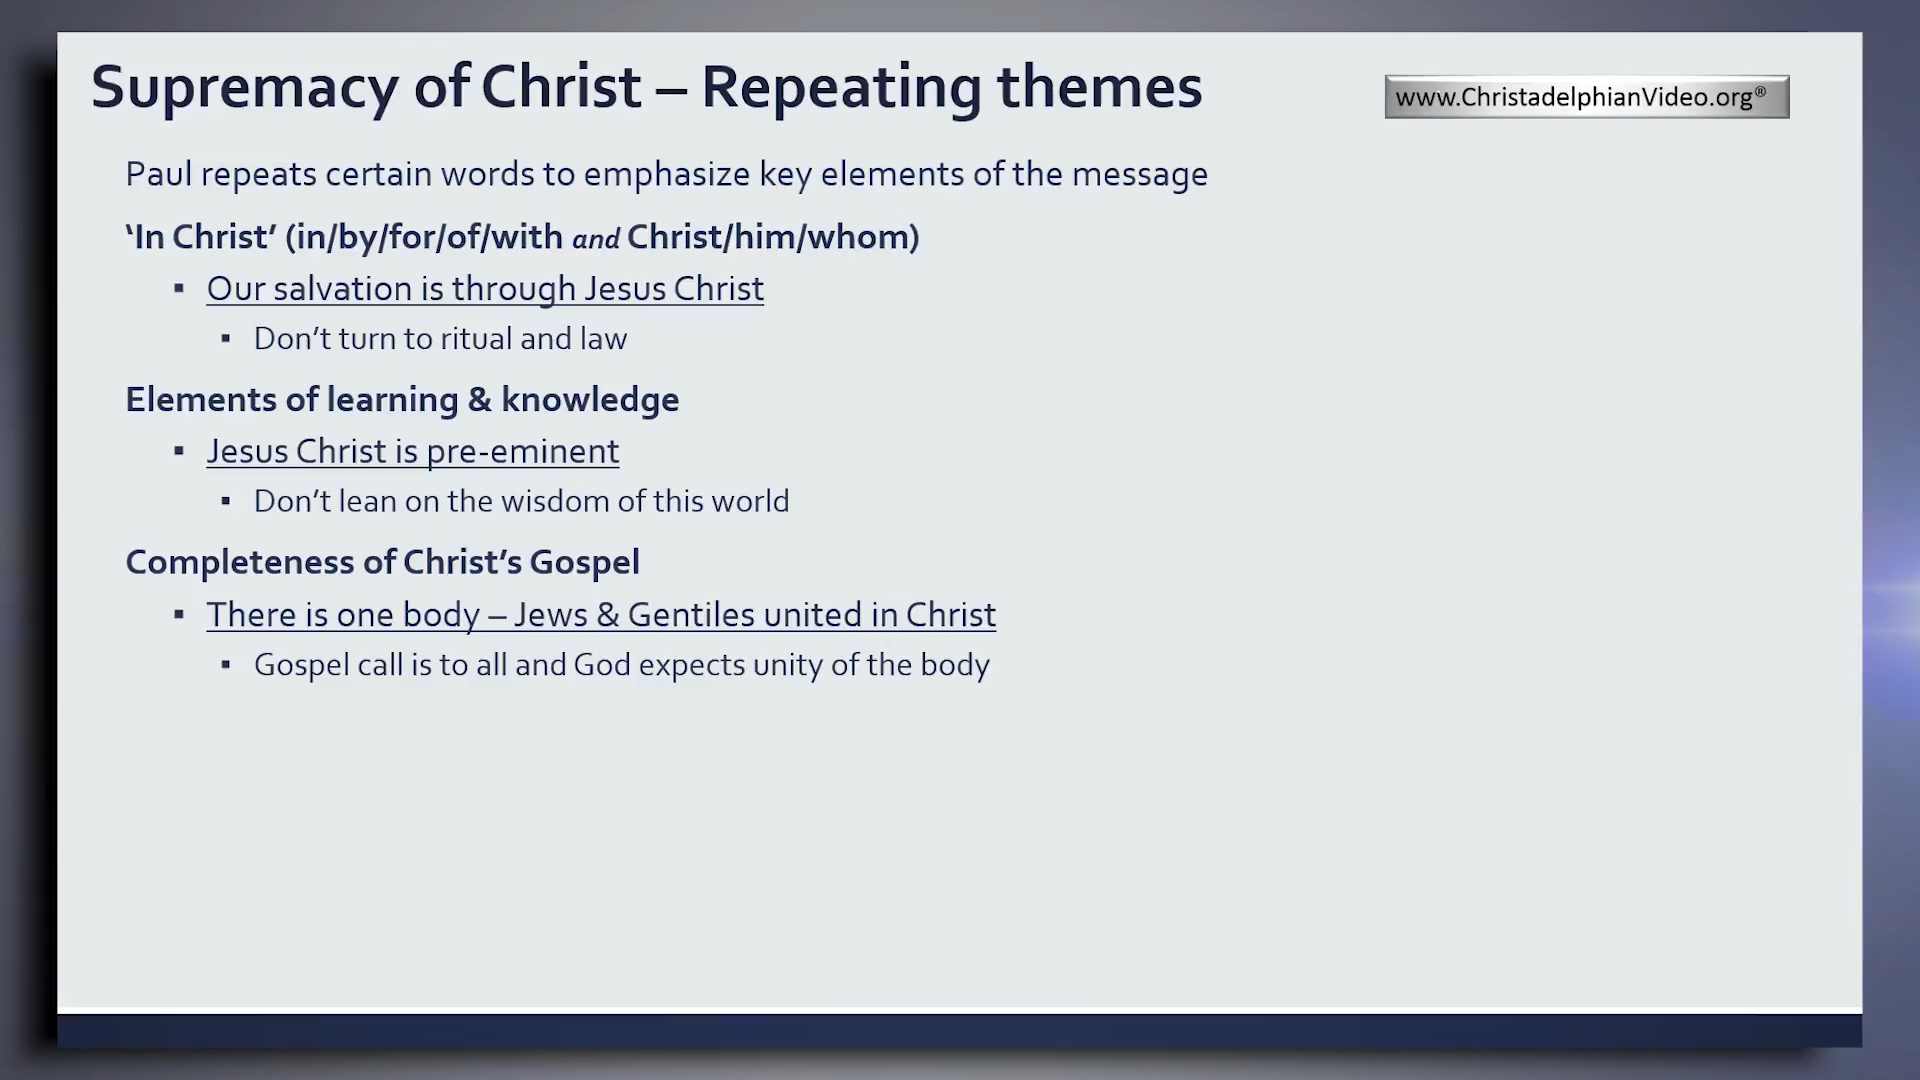 Supremacy of Christ – Repeating themes
www.ChristadelphianVideo.org®
Paul repeats certain words to emphasize key elements of the message
‘In Christ’ (in/by/for/of/with and Christ/him/whom)
▪ Our salvation is through Jesus Christ
▪ Don’t turn to ritual and law
Elements of learning & knowledge
▪ Jesus Christ is pre-eminent
▪ Don’t lean on the wisdom of this world
Completeness of Christ’s Gospel
▪ There is one body – Jews & Gentiles united in Christ
▪ Gospel call is to all and God expects unity of the body